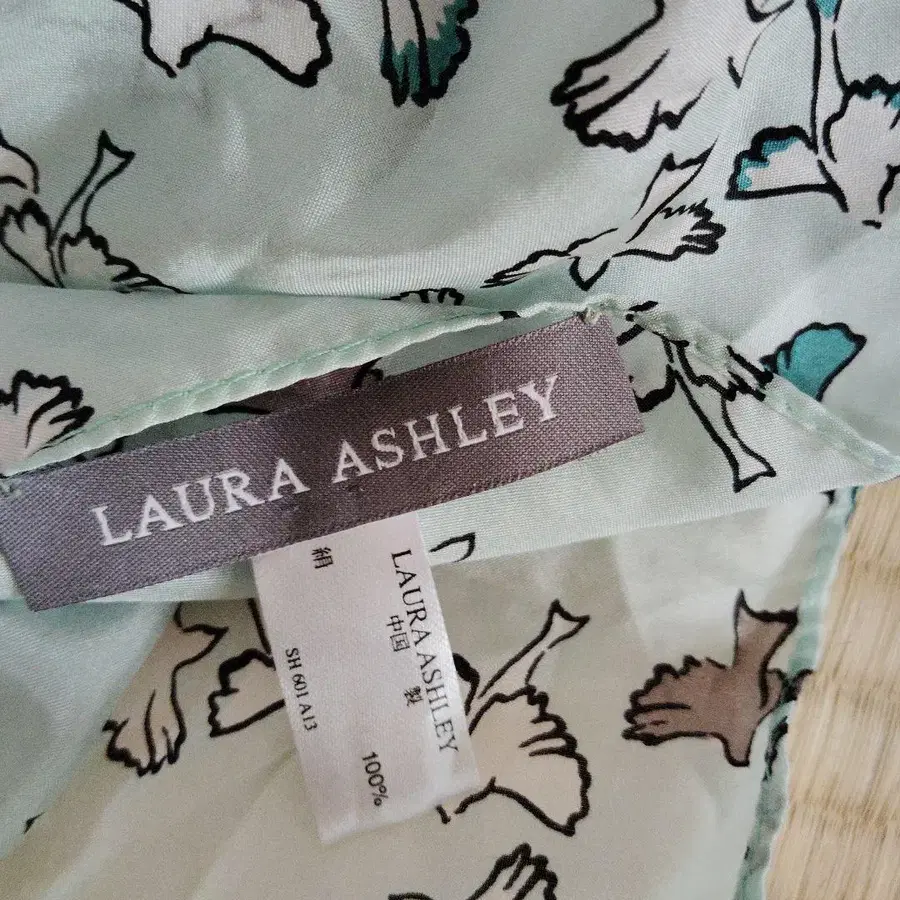 LAURA ASHLEY
LAURA ASHLEY
中国 製
絹 100%
SH 601 A13